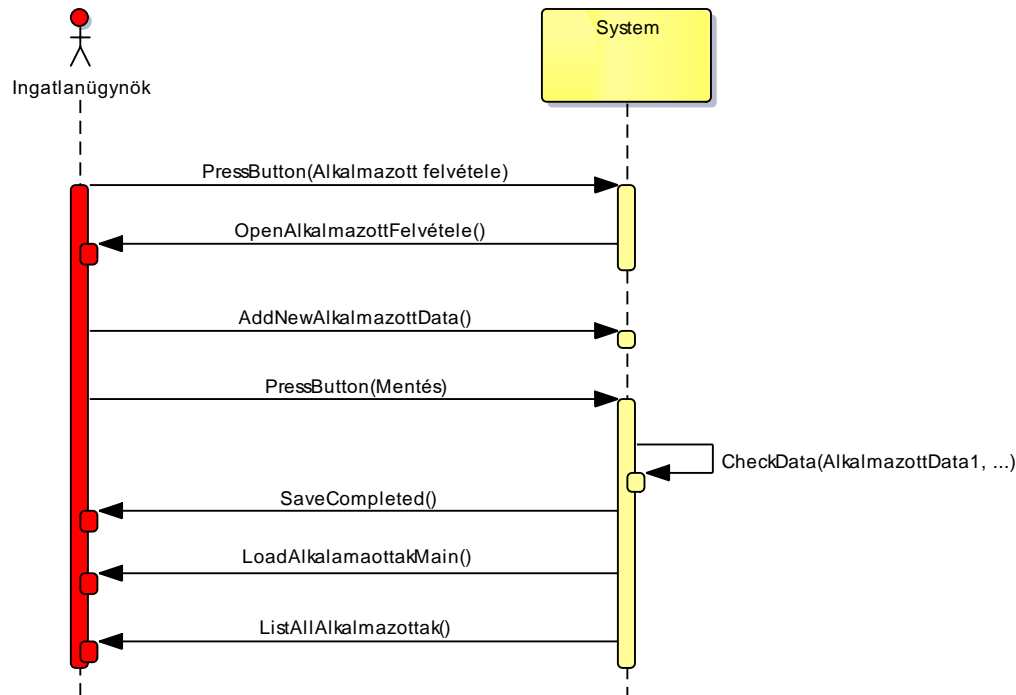 System
Ingatlanügynök
PressButton(Alkalmazott felvétele)
OpenAlkalmazottFelvétele()
AddNewAlkalmazottData()
PressButton(Mentés)
CheckData(AlkalmazottData1, ...)
SaveCompleted()
LoadAlkalamaottakMain()
ListAllAlkalmazottak()